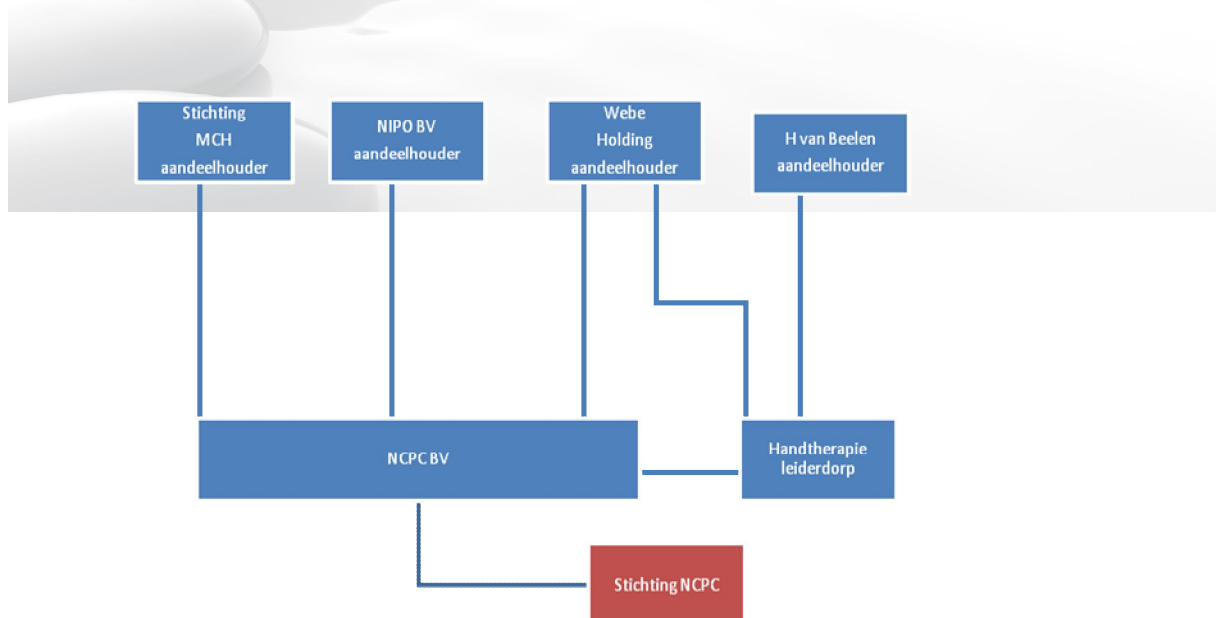 Stichting
MCH
aandeelhouder
NIPO BV
aandeelhouder
Webe
Holding
aandeelhouder
H van Beelen
aandeelhouder
NCPC BV
Handtherapie
leiderdorp
Stichting NCPC